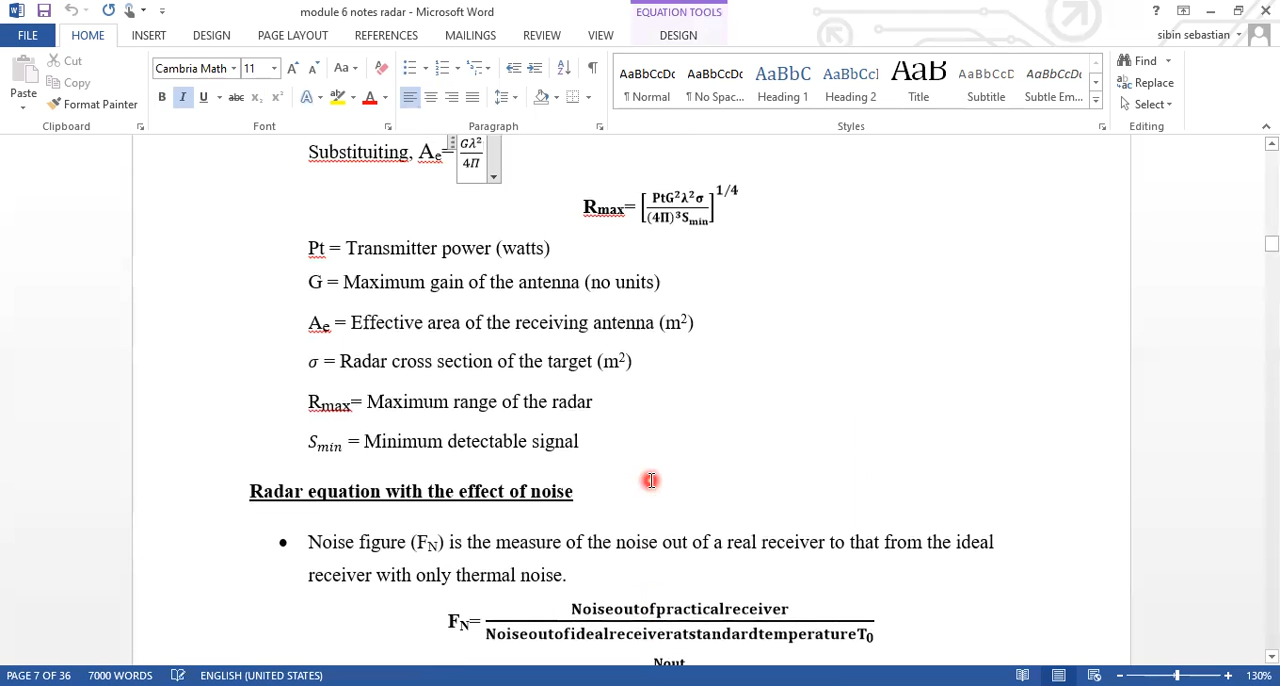 module 6 notes radar - Microsoft Word
EQUATION TOOLS
?
FILE HOME INSERT DESIGN PAGE LAYOUT REFERENCES MAILINGS REVIEW VIEW DESIGN
sibin sebastian
Paste
Cut
Copy
Format Painter
Clipboard
Cambria Math 11
Font
Paragraph
AaBbCcDc AaBbCcDc AaBbC AaBbCcI AaB AaBbCcD AaBbCcDc
¶ Normal ¶ No Spac... Heading 1 Heading 2 Title Subtitle Subtle Em...
Styles
Find
Replace
Select
Editing
Substituiting, Ae= Gλ²/4Π
Rmax= [PtG²λ²σ/(4Π)³Smin]^1/4
Pt = Transmitter power (watts)
G = Maximum gain of the antenna (no units)
Ae = Effective area of the receiving antenna (m²)
σ = Radar cross section of the target (m²)
Rmax= Maximum range of the radar
Smin = Minimum detectable signal
Radar equation with the effect of noise
• Noise figure (FN) is the measure of the noise out of a real receiver to that from the ideal
receiver with only thermal noise.
FN= Noiseoutofpracticalreceiver
NoiseoutofidealreceiveratstandardtemperatureT0
Nout
PAGE 7 OF 36 7000 WORDS ENGLISH (UNITED STATES) 130%